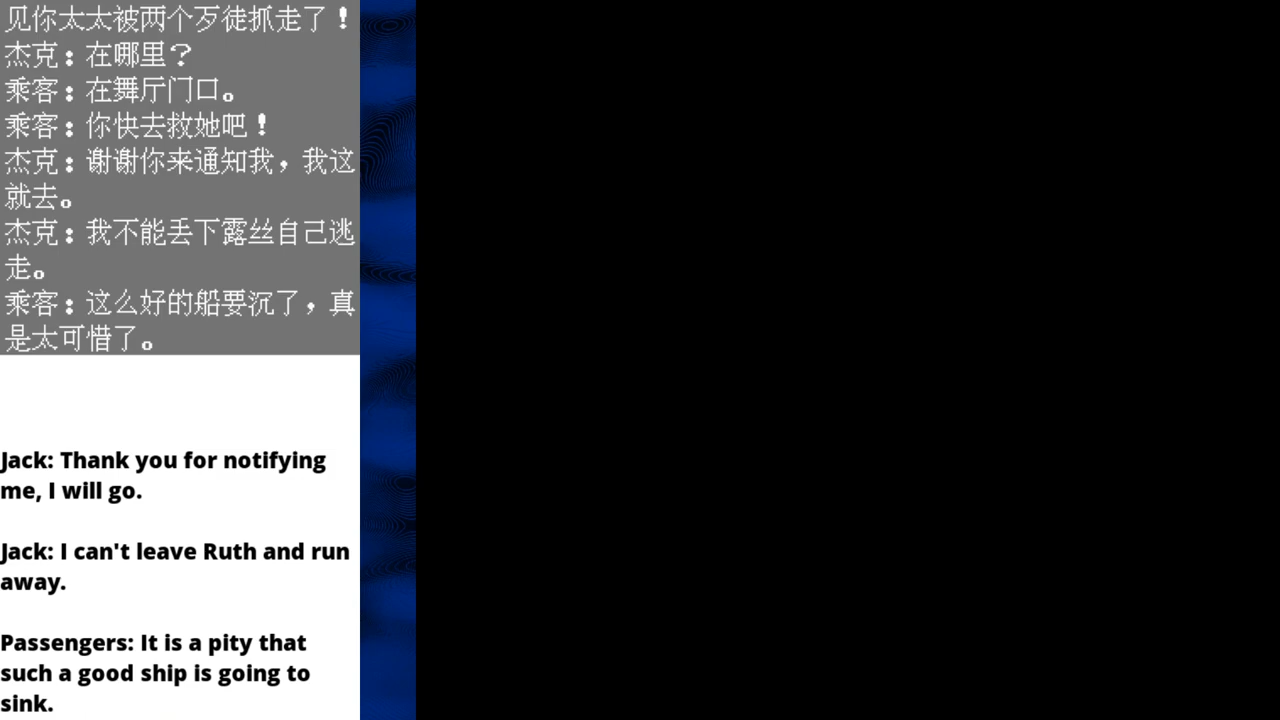 见你太太被两个歹徒抓走了！
杰克：在哪里？
乘客：在舞厅门口。
乘客：你快去救她吧！
杰克：谢谢你来通知我，我这
就去。
杰克：我不能丢下露丝自己逃
走。
乘客：这么好的船要沉了，真
是太可惜了。
Jack: Thank you for notifying
me, I will go.
Jack: I can't leave Ruth and run
away.
Passengers: It is a pity that
such a good ship is going to
sink.